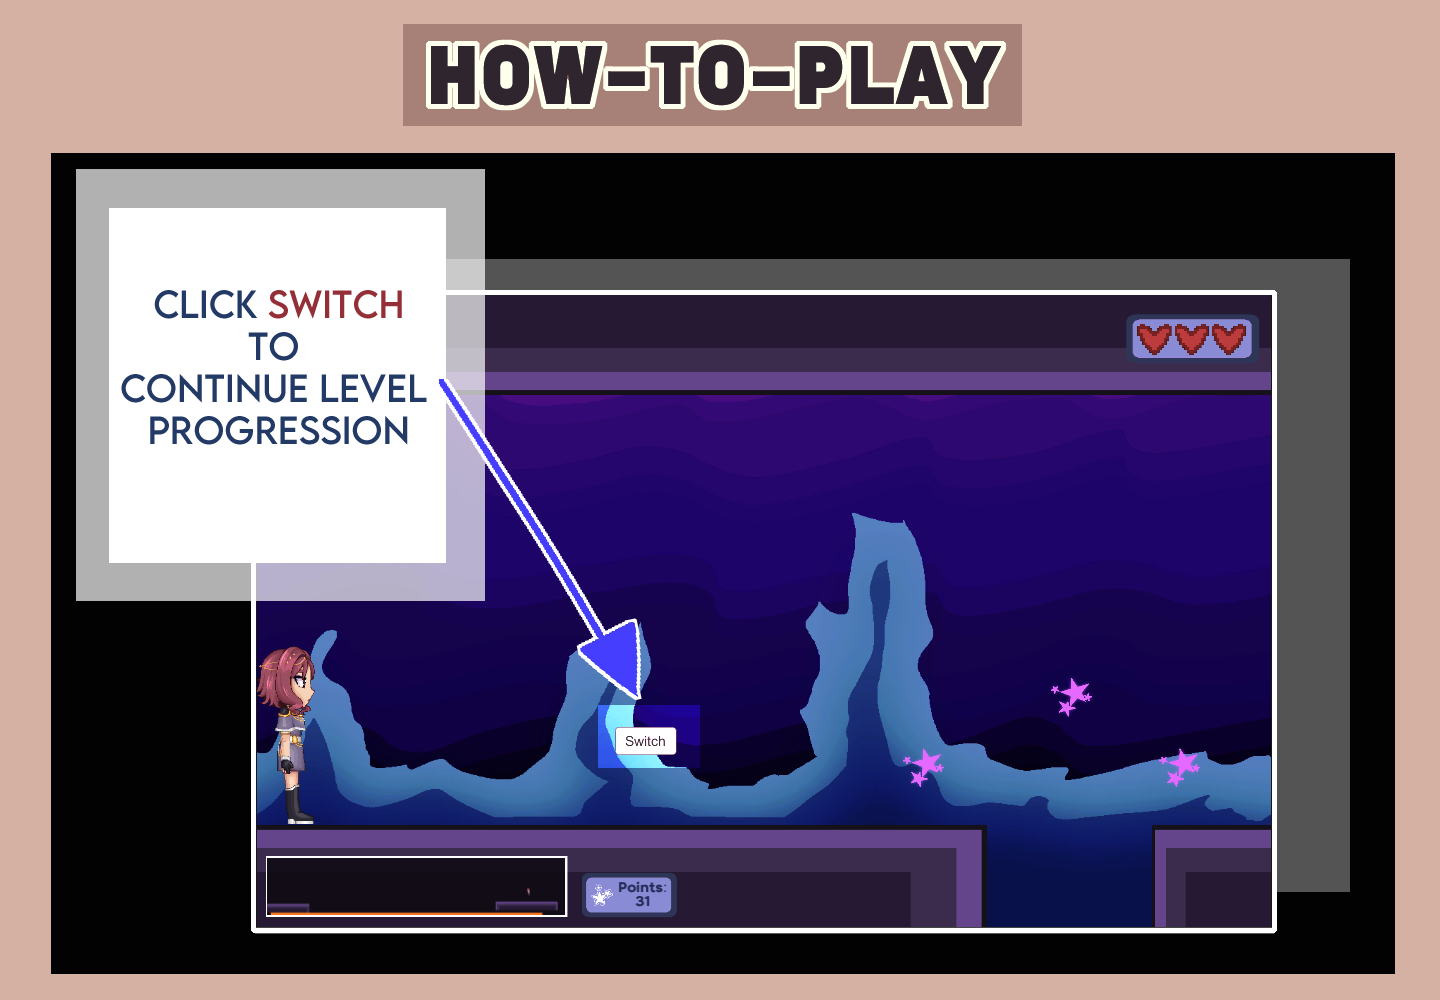 HOW-TO-PLAY
CLICK SWITCH
TO
CONTINUE LEVEL
PROGRESSION
Switch
Points:
31